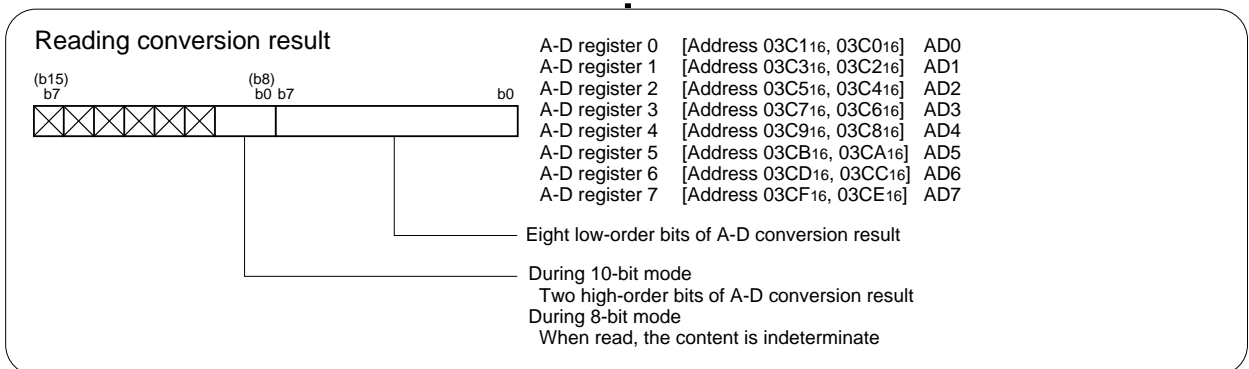 Reading conversion result
(b15) (b8)
b7 b0 b7 b0
A-D register 0 [Address 03C116, 03C016] AD0
A-D register 1 [Address 03C316, 03C216] AD1
A-D register 2 [Address 03C516, 03C416] AD2
A-D register 3 [Address 03C716, 03C616] AD3
A-D register 4 [Address 03C916, 03C816] AD4
A-D register 5 [Address 03CB16, 03CA16] AD5
A-D register 6 [Address 03CD16, 03CC16] AD6
A-D register 7 [Address 03CF16, 03CE16] AD7
Eight low-order bits of A-D conversion result
During 10-bit mode
Two high-order bits of A-D conversion result
During 8-bit mode
When read, the content is indeterminate